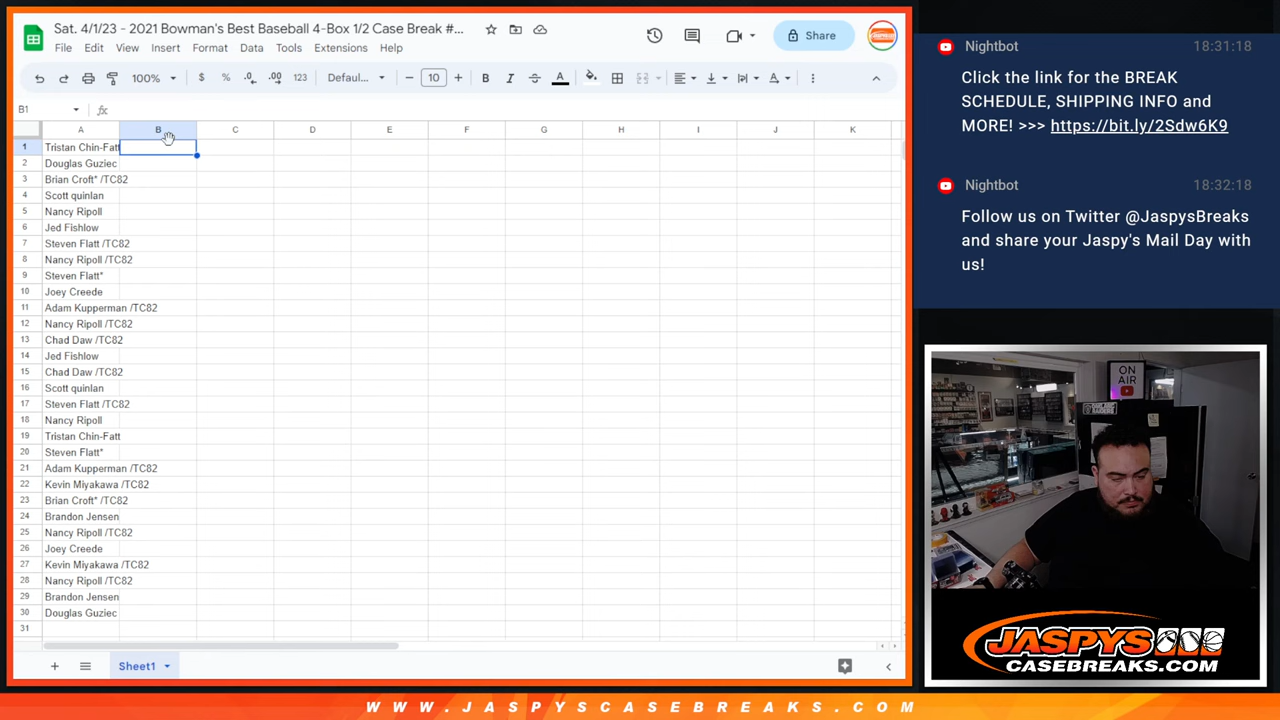 Sat. 4/1/23 - 2021 Bowman's Best Baseball 4-Box 1/2 Case Break #...
File Edit View Insert Format Data Tools Extensions Help
Share
100% $ % .0 .00 123 Defaul... 10 B I A
B1 fx
A B C D E F G H I J K
1 Tristan Chin-Fatt
2 Douglas Guziec
3 Brian Croft* /TC82
4 Scott quinlan
5 Nancy Ripoll
6 Jed Fishlow
7 Steven Flatt /TC82
8 Nancy Ripoll /TC82
9 Steven Flatt*
10 Joey Creede
11 Adam Kupperman /TC82
12 Nancy Ripoll /TC82
13 Chad Daw /TC82
14 Jed Fishlow
15 Chad Daw /TC82
16 Scott quinlan
17 Steven Flatt /TC82
18 Nancy Ripoll
19 Tristan Chin-Fatt
20 Steven Flatt*
21 Adam Kupperman /TC82
22 Kevin Miyakawa /TC82
23 Brian Croft* /TC82
24 Brandon Jensen
25 Nancy Ripoll /TC82
26 Joey Creede
27 Kevin Miyakawa /TC82
28 Nancy Ripoll /TC82
29 Brandon Jensen
30 Douglas Guziec
31
Sheet1
Nightbot 18:31:18
Click the link for the BREAK
SCHEDULE, SHIPPING INFO and
MORE! >>> https://bit.ly/2Sdw6K9
Nightbot 18:32:18
Follow us on Twitter @JaspysBreaks
and share your Jaspy's Mail Day with
us!
ON
AIR
JASPYS
CASEBREAKS.COM
WWW.JASPYSCASEBREAKS.COM